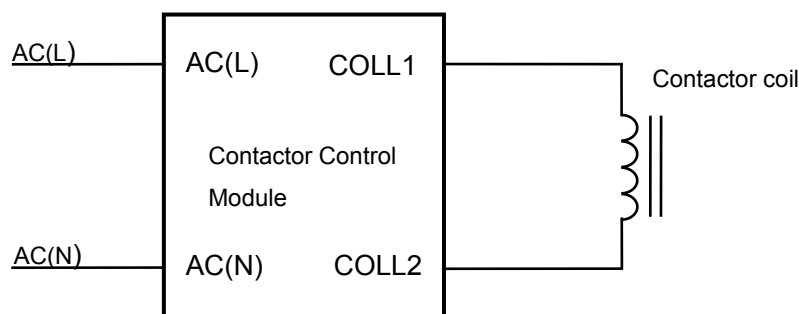 AC(L)
AC(L)
COLL1
Contactor coil
Contactor Control
Module
AC(N)
AC(N)
COLL2